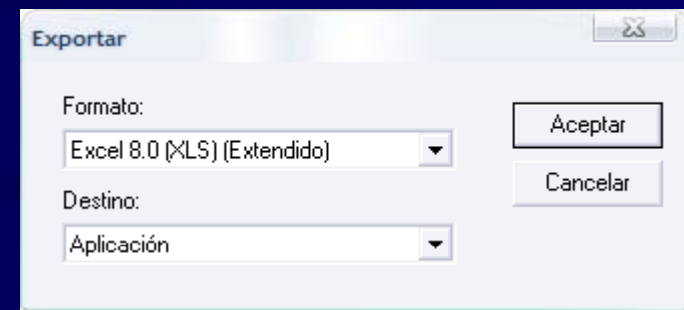 Exportar
Formato:
Excel 8.0 (XLS) (Extendido)
Destino:
Aplicación
Aceptar
Cancelar